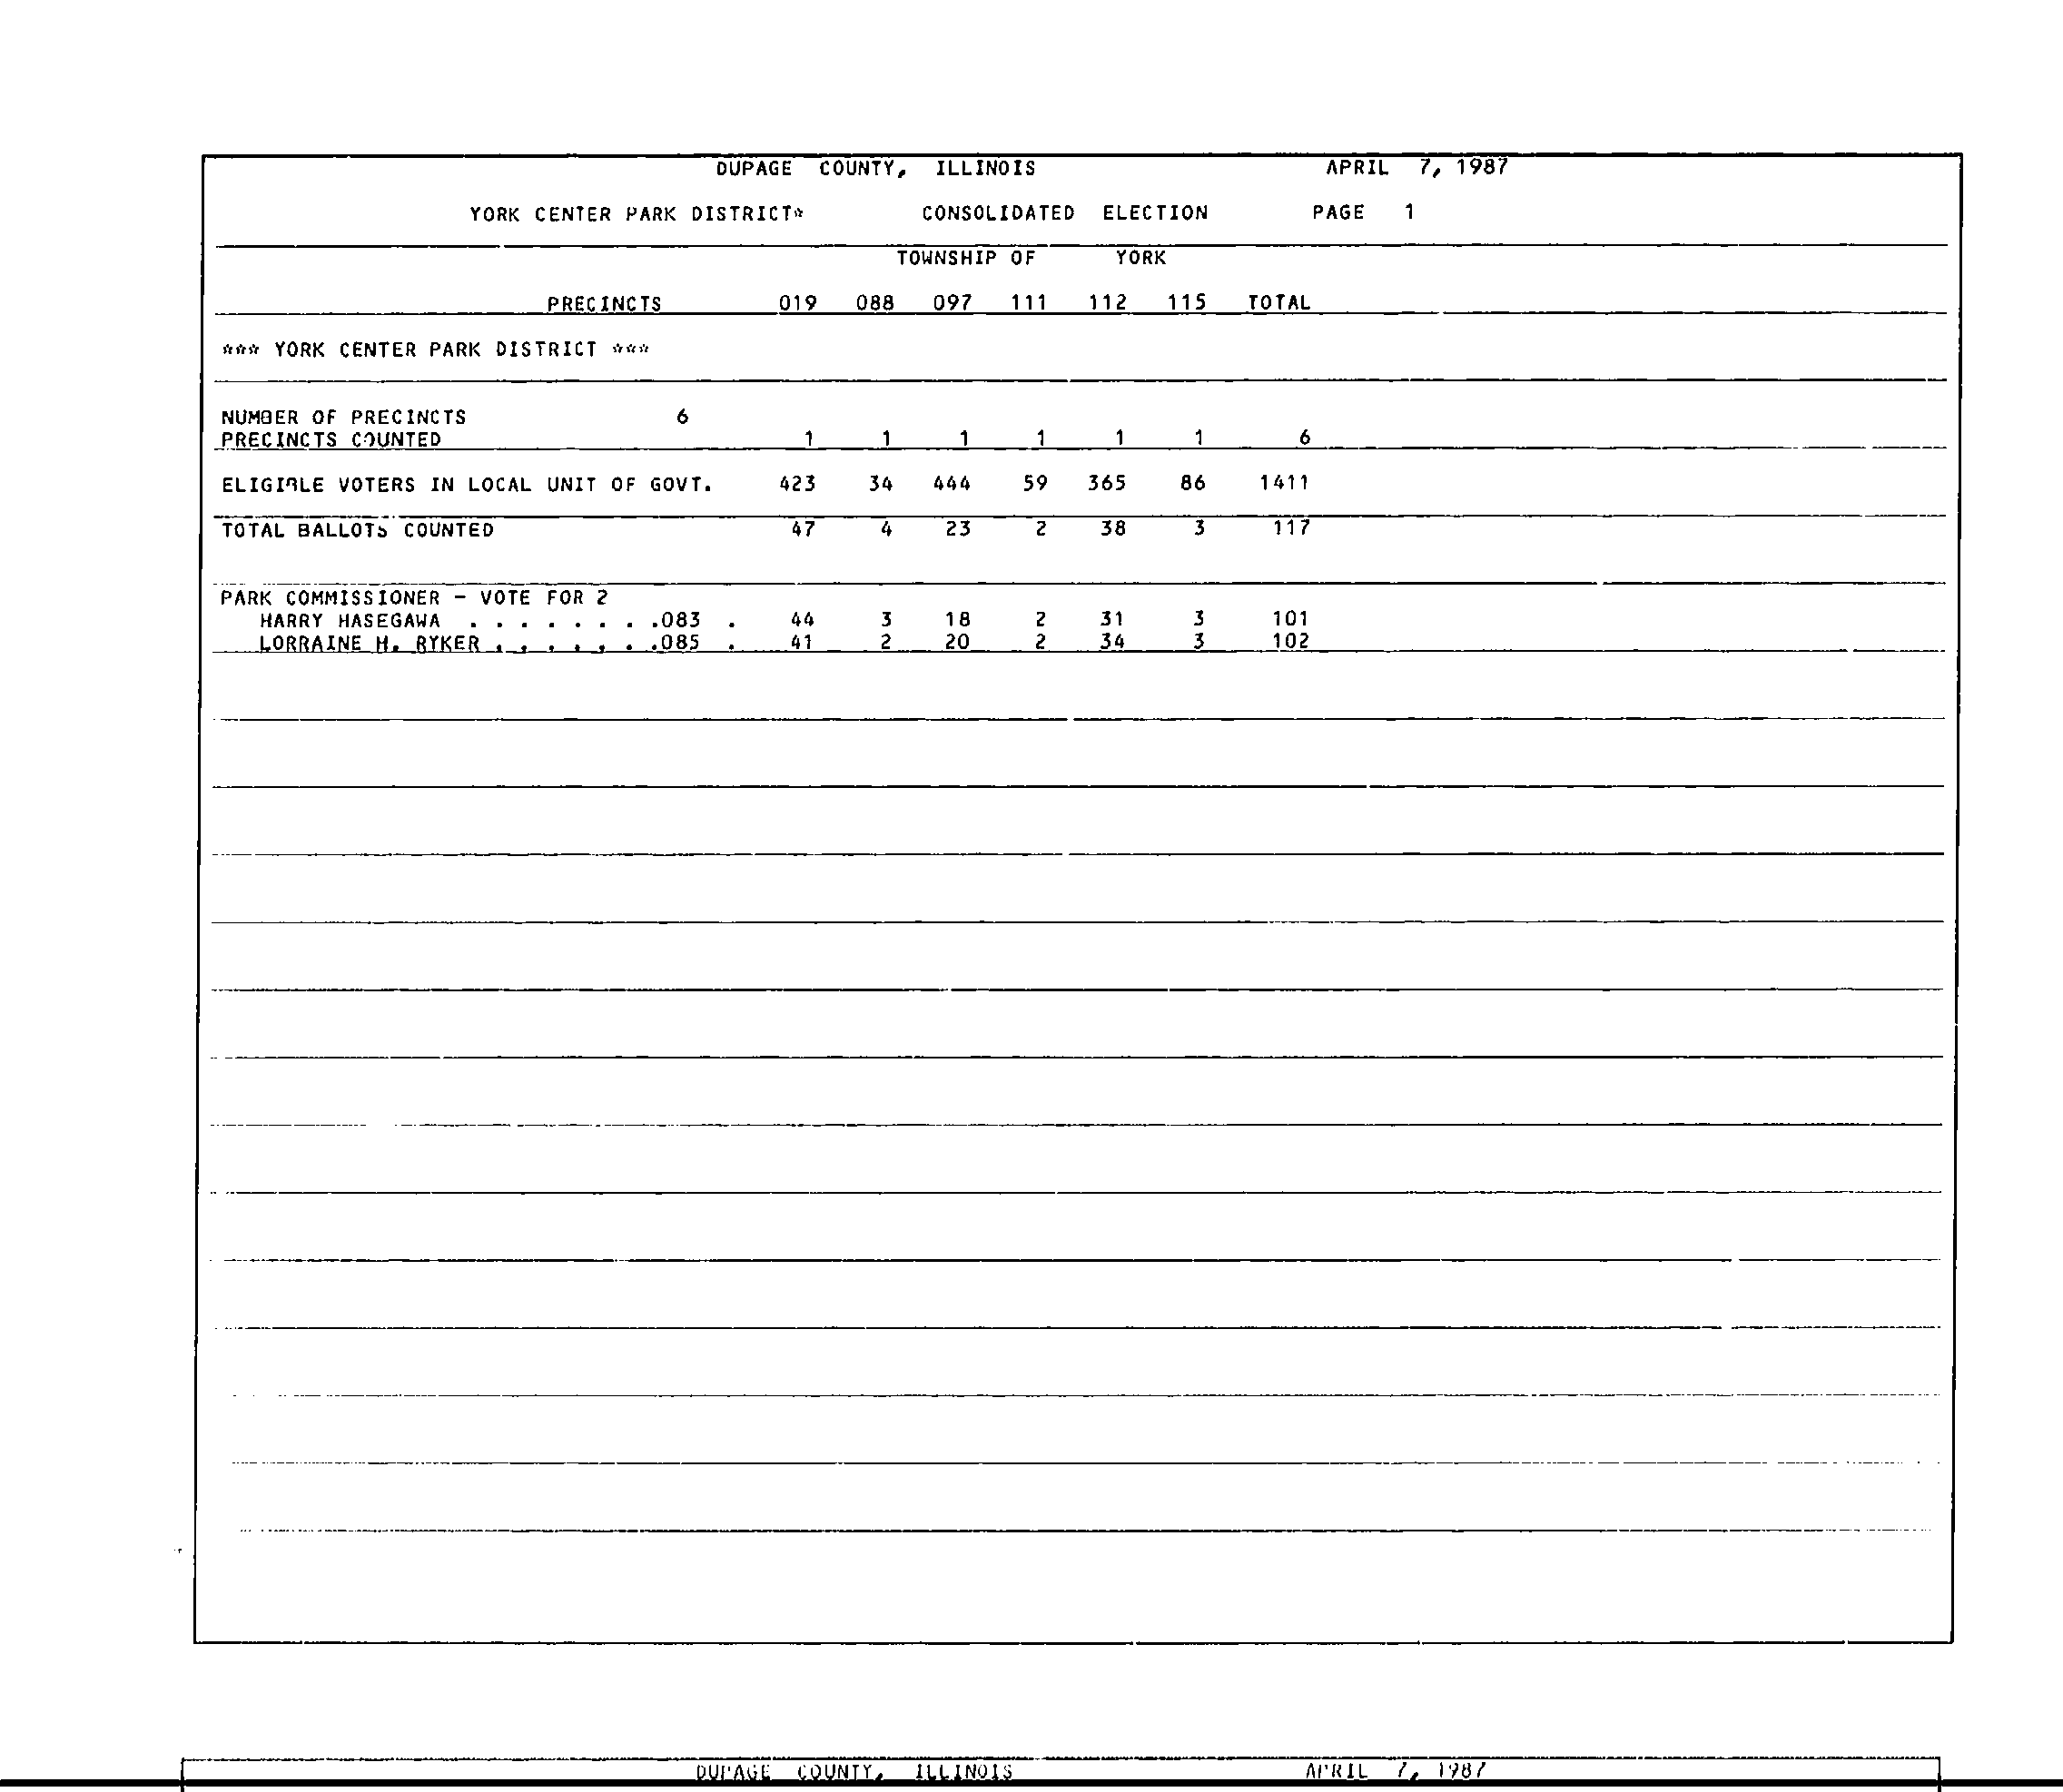 DUPAGE COUNTY, ILLINOIS APRIL 7, 1987
YORK CENTER PARK DISTRICT* CONSOLIDATED ELECTION PAGE 1
TOWNSHIP OF YORK
PRECINCTS 019 088 097 111 112 115 TOTAL
*** YORK CENTER PARK DISTRICT ***
NUMBER OF PRECINCTS 6
PRECINCTS COUNTED 1 1 1 1 1 1 6
ELIGIBLE VOTERS IN LOCAL UNIT OF GOVT. 423 34 444 59 365 86 1411
TOTAL BALLOTS COUNTED 47 4 23 2 38 3 117
PARK COMMISSIONER - VOTE FOR 2
HARRY HASEGAWA . . . . . . . .083 . 44 3 18 2 31 3 101
LORRAINE H. RYKER . . . . . . .085 . 41 2 20 2 34 3 102
DUPAGE COUNTY, ILLINOIS APRIL 7, 1987